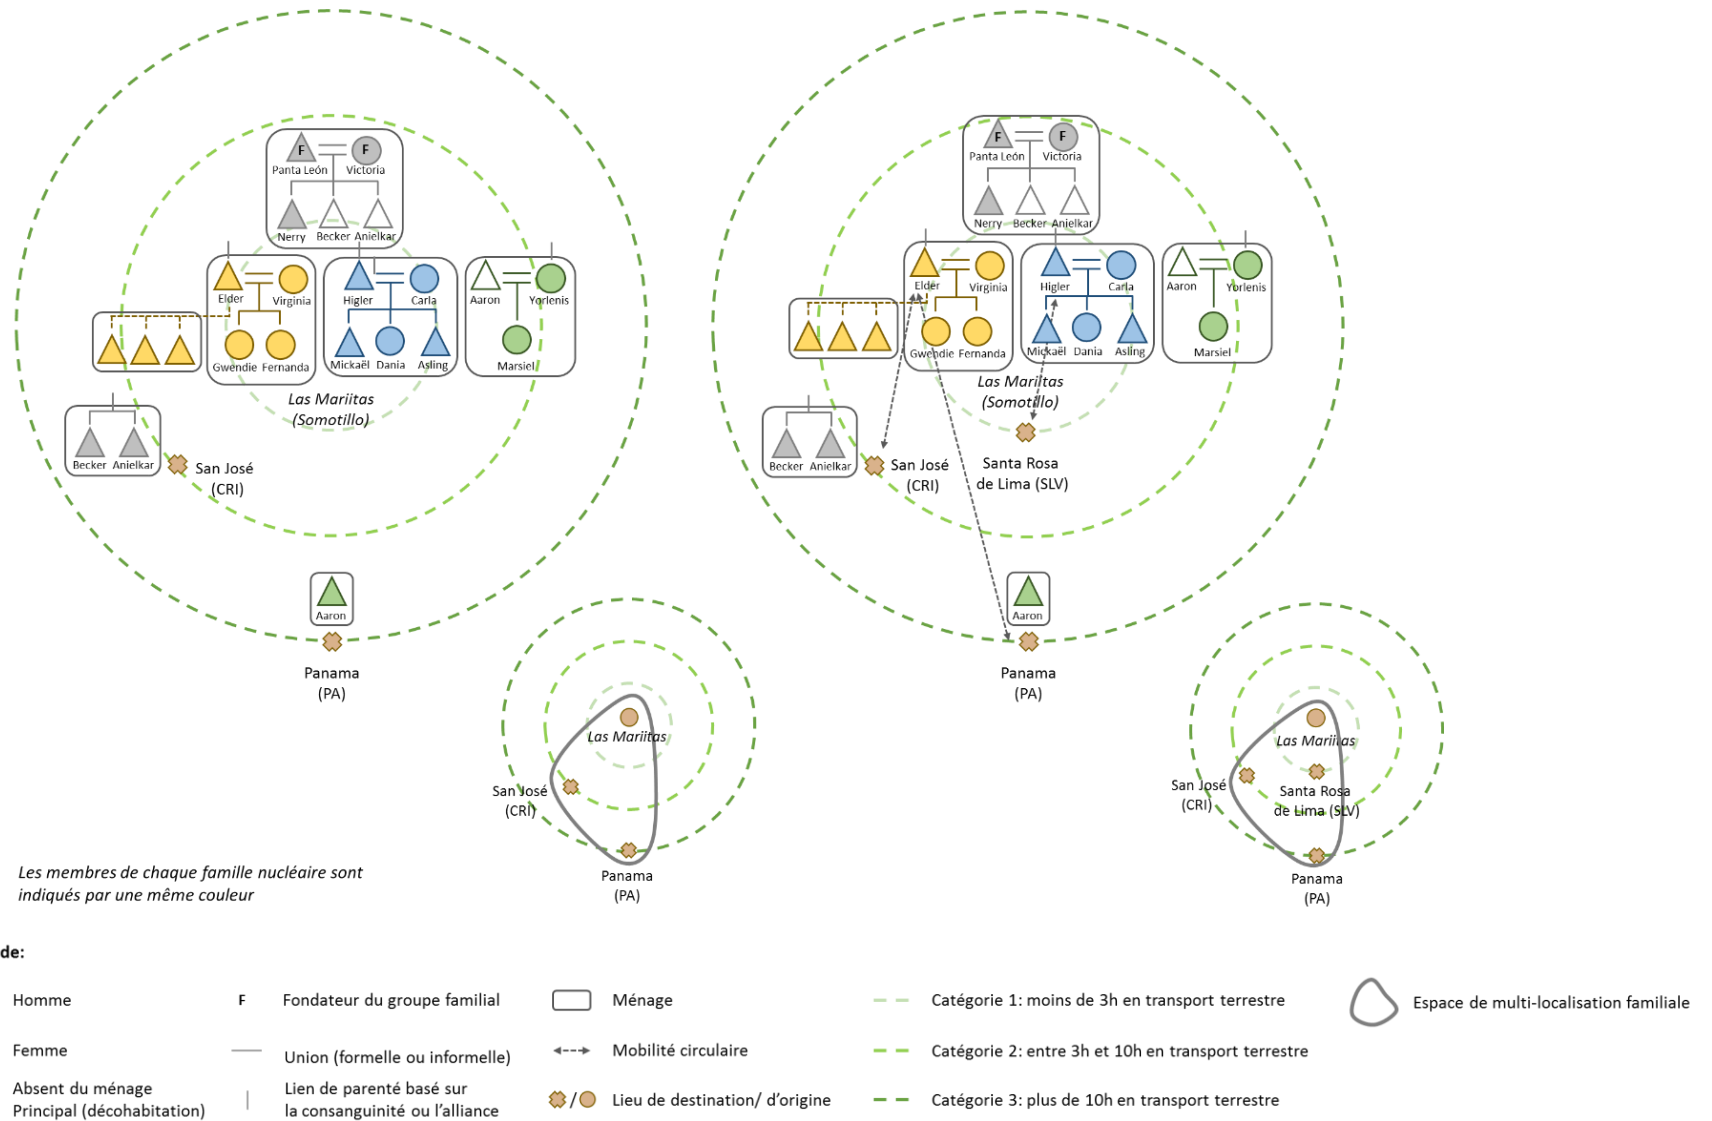 F
F
Panta León
Victoria
Nerry
Becker
Anielkar
Elder
Virginia
Higler
Carla
Aaron
Yorlenis
Gwendie
Fernanda
Mickaël
Dania
Asling
Marsiel
Las Mariitas
(Somotillo)
Becker
Anielkar
San José
(CRI)
Aaron
Panama
(PA)
Las Mariitas
San José
(CRI)
Panama
(PA)
F
F
Panta León
Victoria
Nerry
Becker
Anielkar
Elder
Virginia
Higler
Carla
Aaron
Yorlenis
Gwendie
Fernanda
Mickaël
Dania
Asling
Marsiel
Las Mariitas
(Somotillo)
Becker
Anielkar
San José
(CRI)
Santa Rosa
de Lima (SLV)
Aaron
Panama
(PA)
Las Mariitas
San José
(CRI)
Santa Rosa
de Lima (SLV)
Panama
(PA)
Les membres de chaque famille nucléaire sont
indiqués par une même couleur
de:
Homme
F
Fondateur du groupe familial
Ménage
Catégorie 1: moins de 3h en transport terrestre
Espace de multi-localisation familiale
Femme
Union (formelle ou informelle)
Mobilité circulaire
Catégorie 2: entre 3h et 10h en transport terrestre
Absent du ménage
Principal (décohabitation)
Lien de parenté basé sur
la consanguinité ou l'alliance
/
Lieu de destination/ d'origine
Catégorie 3: plus de 10h en transport terrestre